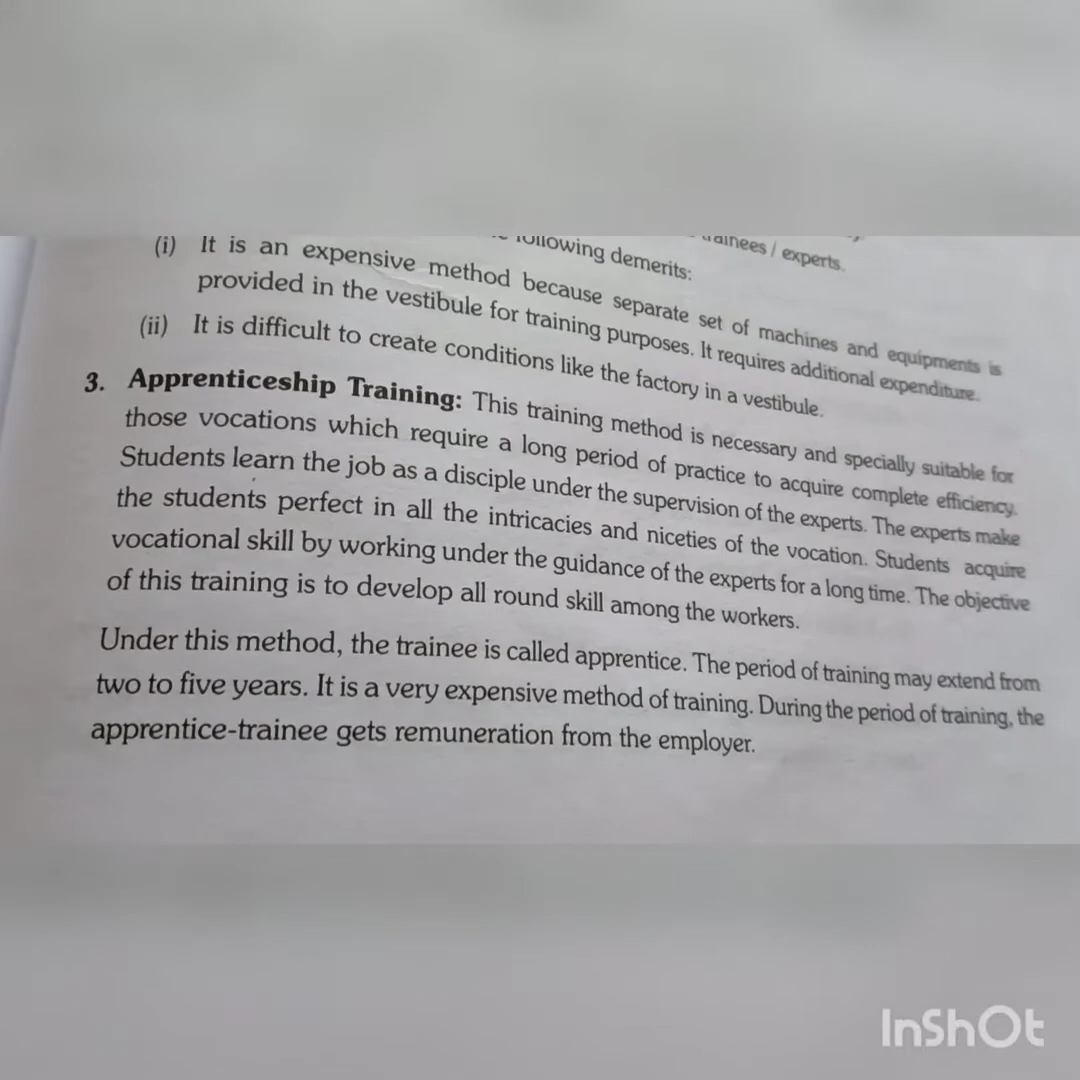 following demerits:
trainees / experts.
(i) It is an expensive method because separate set of machines and equipments is
provided in the vestibule for training purposes. It requires additional expenditure.
(ii) It is difficult to create conditions like the factory in a vestibule.
3. Apprenticeship Training: This training method is necessary and specially suitable for
those vocations which require a long period of practice to acquire complete efficiency.
Students learn the job as a disciple under the supervision of the experts. The experts make
the students perfect in all the intricacies and niceties of the vocation. Students acquire
vocational skill by working under the guidance of the experts for a long time. The objective
of this training is to develop all round skill among the workers.
Under this method, the trainee is called apprentice. The period of training may extend from
two to five years. It is a very expensive method of training. During the period of training, the
apprentice-trainee gets remuneration from the employer.
InShOt